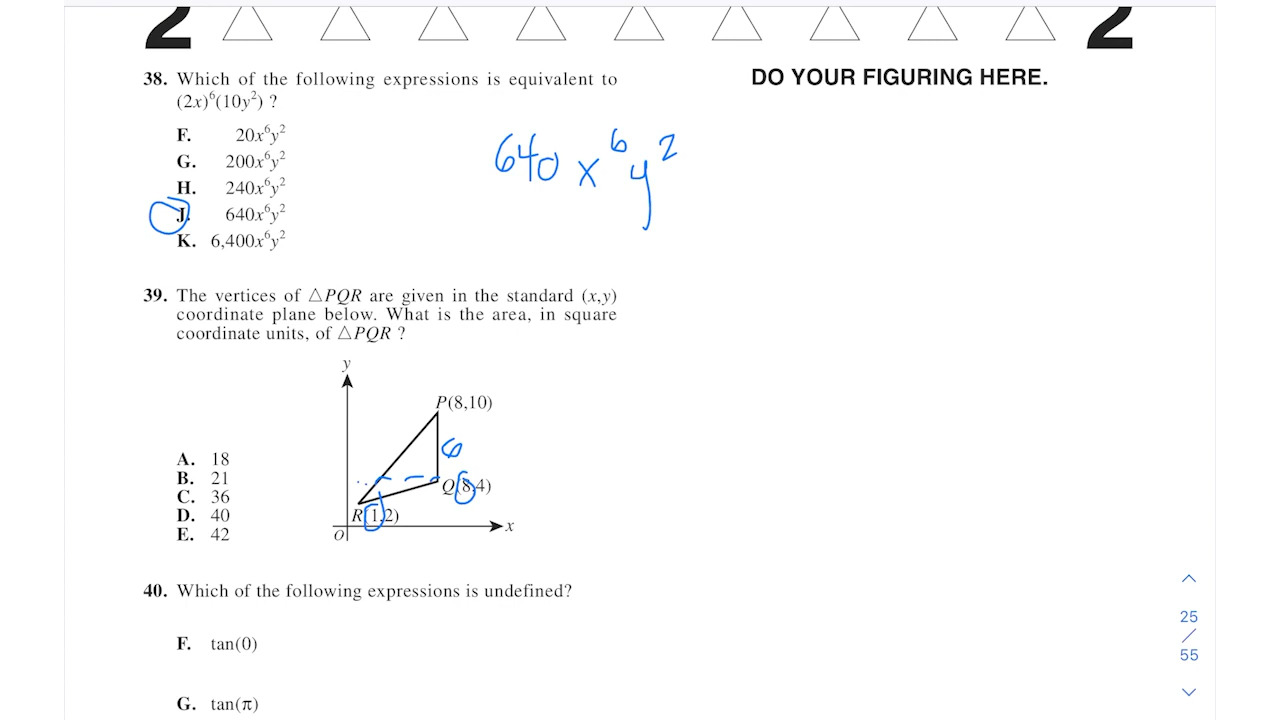 2 2
DO YOUR FIGURING HERE.
38. Which of the following expressions is equivalent to
(2x)⁶(10y²) ?
F. 20x⁶y²
G. 200x⁶y²
H. 240x⁶y²
J. 640x⁶y²
K. 6,400x⁶y²
640 x⁶ y²
39. The vertices of △PQR are given in the standard (x,y)
coordinate plane below. What is the area, in square
coordinate units, of △PQR ?
A. 18
B. 21
C. 36
D. 40
E. 42
y
P(8,10)
6
Q(8,4)
R(1,2)
x
O
40. Which of the following expressions is undefined?
F. tan(0)
G. tan(π)
25
/
55